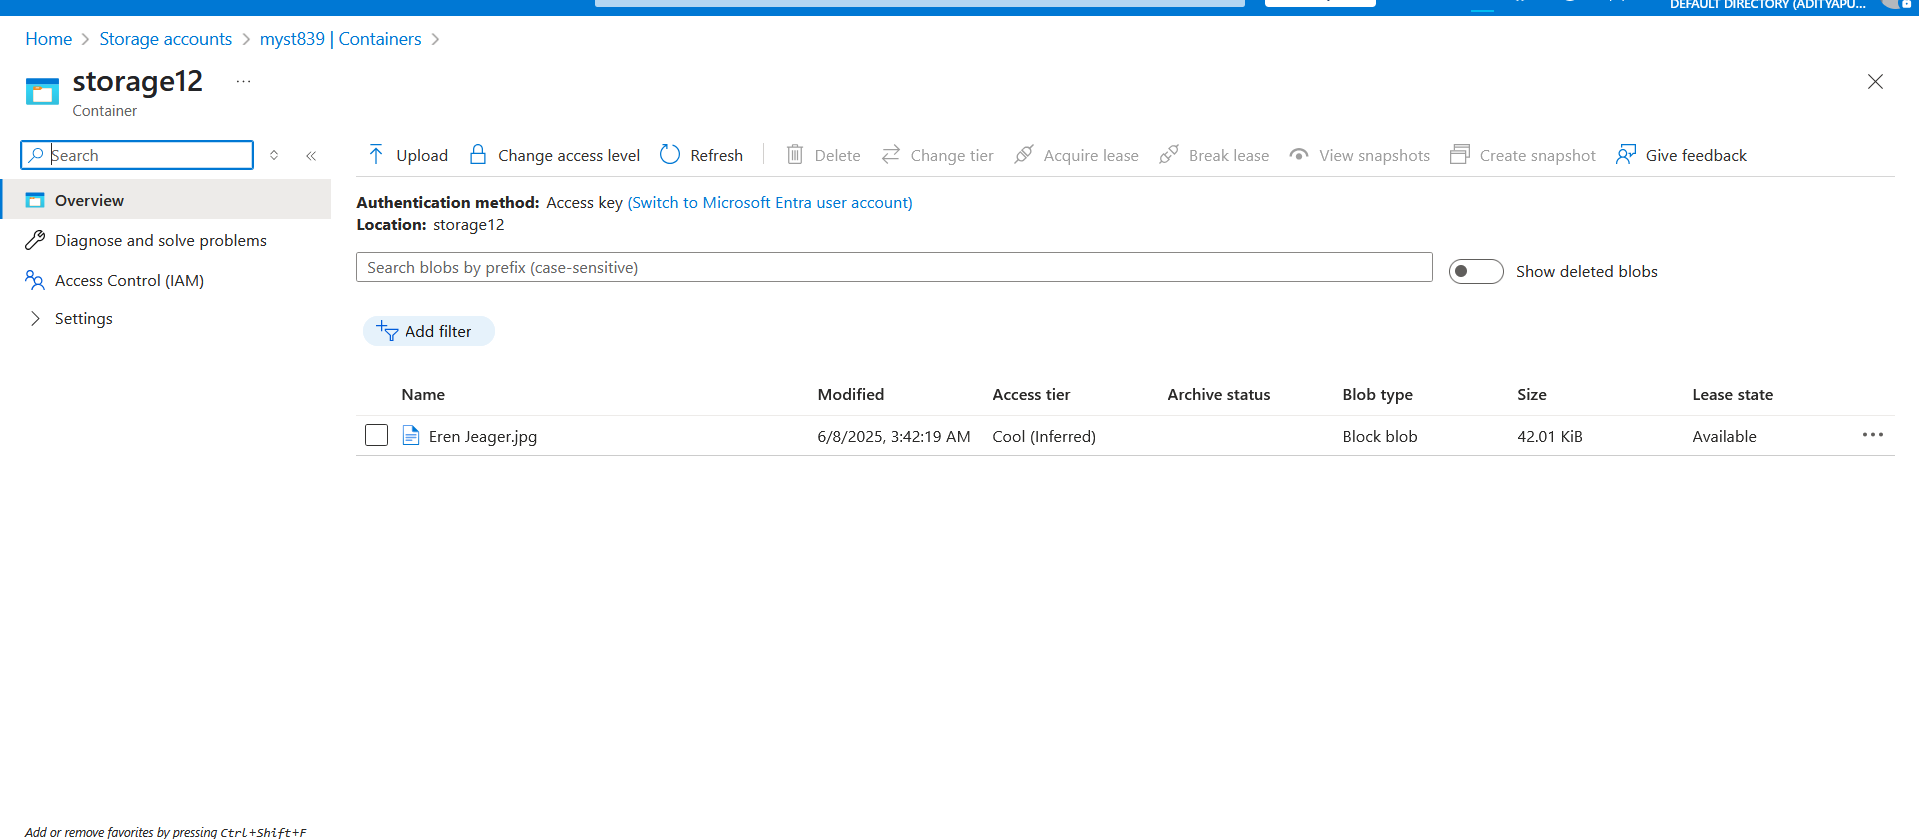 DEFAULT DIRECTORY (ADITYAPU...
Home > Storage accounts > myst839 | Containers >
storage12 ...
Container
Search
Upload Change access level Refresh Delete Change tier Acquire lease Break lease View snapshots Create snapshot Give feedback
Overview
Diagnose and solve problems
Access Control (IAM)
Settings
Authentication method: Access key (Switch to Microsoft Entra user account)
Location: storage12
Search blobs by prefix (case-sensitive)
Show deleted blobs
Add filter
Name Modified Access tier Archive status Blob type Size Lease state
Eren Jeager.jpg 6/8/2025, 3:42:19 AM Cool (Inferred) Block blob 42.01 KiB Available
Add or remove favorites by pressing Ctrl+Shift+F